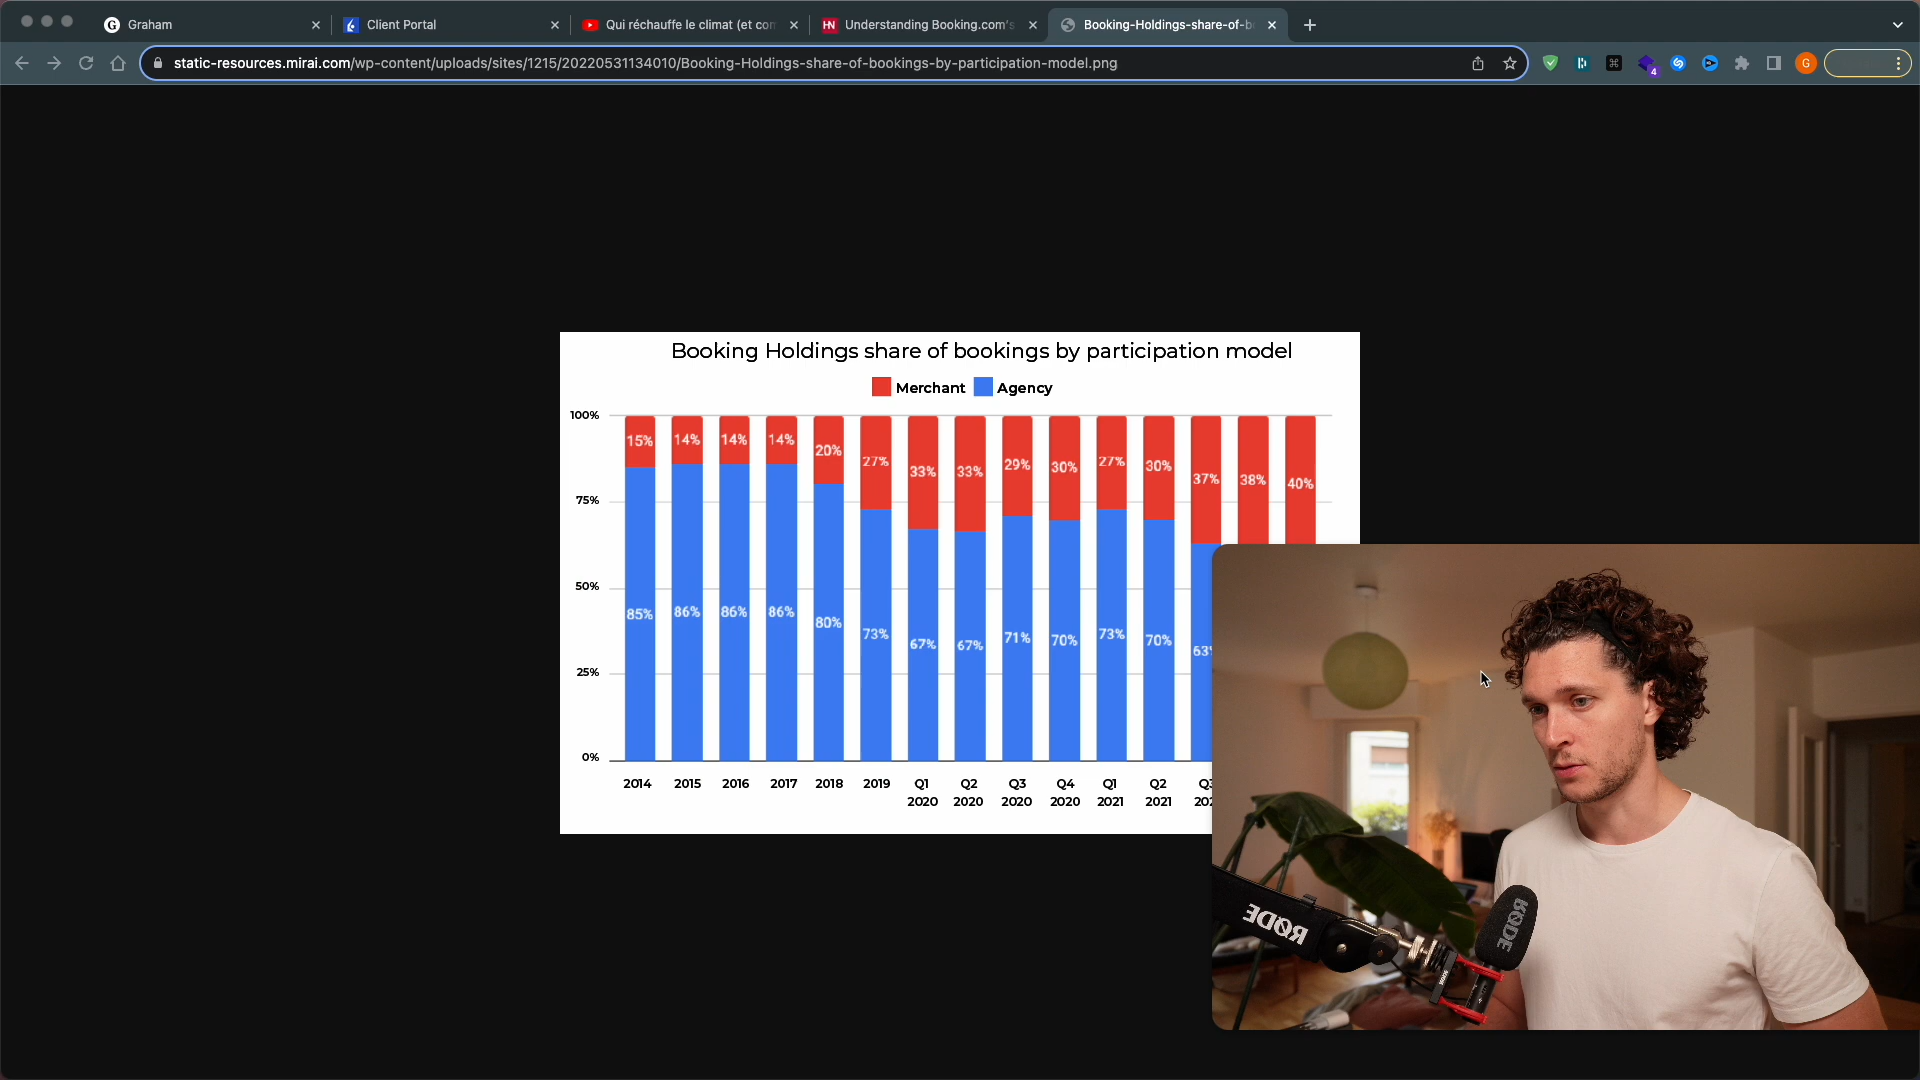 Graham
Client Portal
Qui réchauffe le climat (et con
Understanding Booking.com's
Booking-Holdings-share-of-b
static-resources.mirai.com/wp-content/uploads/sites/1215/20220531134010/Booking-Holdings-share-of-bookings-by-participation-model.png
4
G
Booking Holdings share of bookings by participation model
Merchant Agency
100%
75%
50%
25%
0%
15% 14% 14% 14% 20% 27% 33% 33% 29% 30% 27% 30% 37% 38% 40%
85% 86% 86% 86% 80% 73% 67% 67% 71% 70% 73% 70% 63
2014 2015 2016 2017 2018 2019 Q1 Q2 Q3 Q4 Q1 Q2
2020 2020 2020 2020 2021 2021
RØDE
RØDE